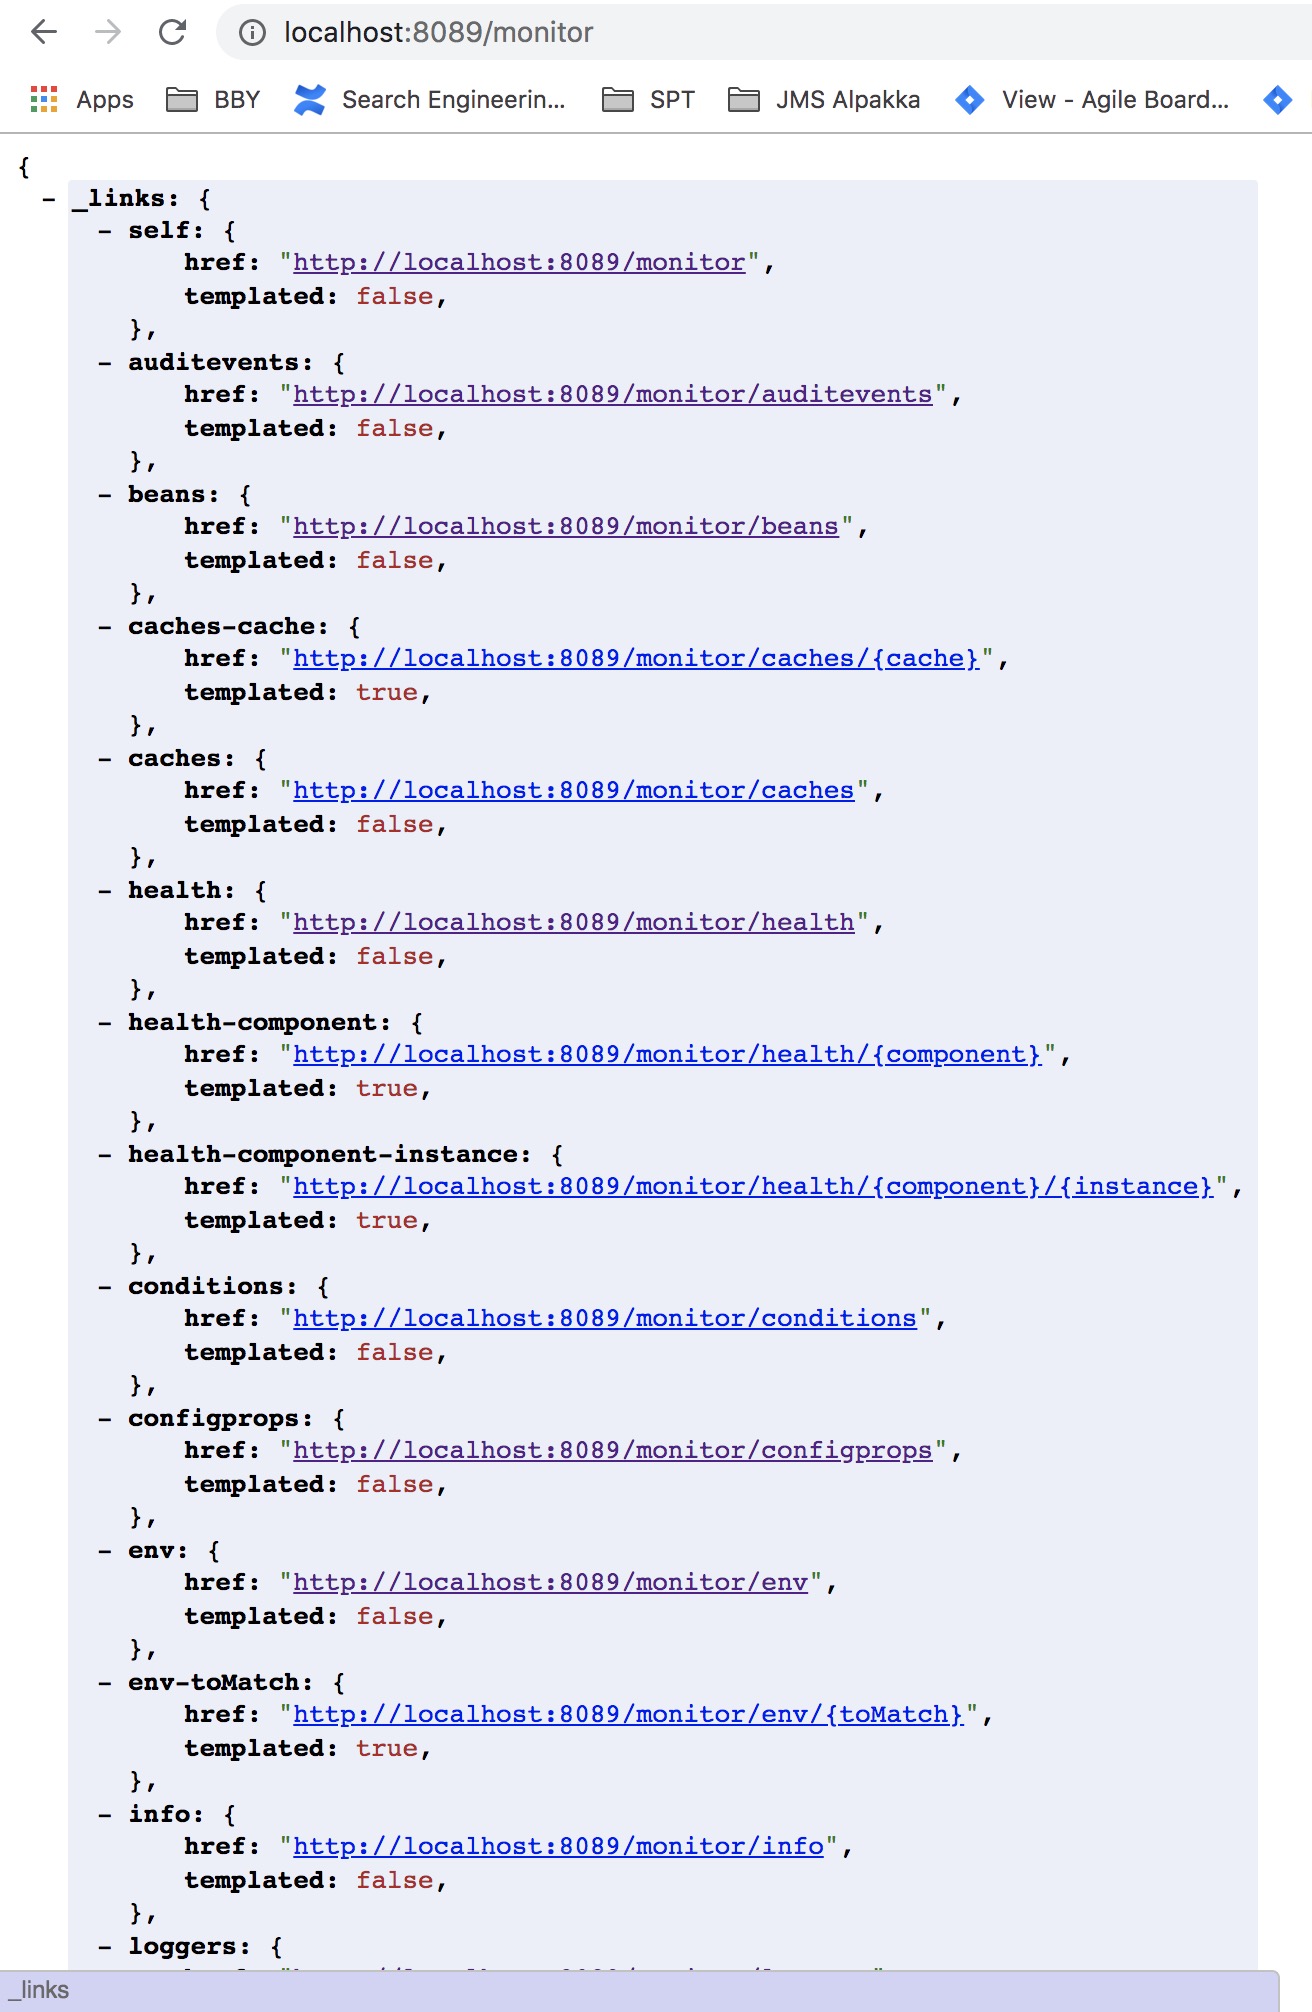 localhost:8089/monitor
Apps BBY Search Engineerin... SPT JMS Alpakka View - Agile Board...
{
- _links: {
- self: {
href: "http://localhost:8089/monitor",
templated: false,
},
- auditevents: {
href: "http://localhost:8089/monitor/auditevents",
templated: false,
},
- beans: {
href: "http://localhost:8089/monitor/beans",
templated: false,
},
- caches-cache: {
href: "http://localhost:8089/monitor/caches/{cache}",
templated: true,
},
- caches: {
href: "http://localhost:8089/monitor/caches",
templated: false,
},
- health: {
href: "http://localhost:8089/monitor/health",
templated: false,
},
- health-component: {
href: "http://localhost:8089/monitor/health/{component}",
templated: true,
},
- health-component-instance: {
href: "http://localhost:8089/monitor/health/{component}/{instance}",
templated: true,
},
- conditions: {
href: "http://localhost:8089/monitor/conditions",
templated: false,
},
- configprops: {
href: "http://localhost:8089/monitor/configprops",
templated: false,
},
- env: {
href: "http://localhost:8089/monitor/env",
templated: false,
},
- env-toMatch: {
href: "http://localhost:8089/monitor/env/{toMatch}",
templated: true,
},
- info: {
href: "http://localhost:8089/monitor/info",
templated: false,
},
- loggers: {
_links